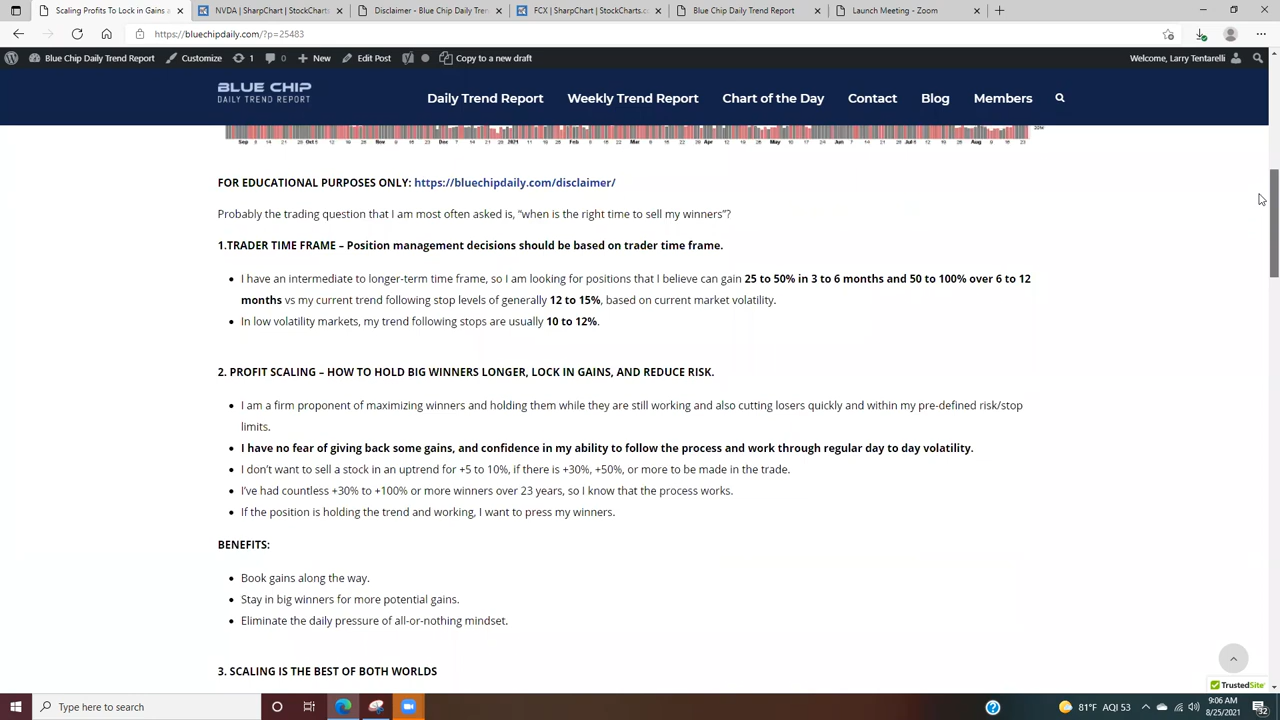 Scaling Profits To Lock in Gains a
NVDA | SharpChart | StockCharts
Disclaimer - Blue Chip Daily Tren
FCX | SharpChart | StockCharts.co
Blue Chip Daily Trend Report
Launch Meeting - Zoom
https://bluechipdaily.com/?p=25483
Blue Chip Daily Trend Report
Customize
1
0
New
Edit Post
Copy to a new draft
Welcome, Larry Tentarelli
BLUE CHIP
DAILY TREND REPORT
Daily Trend Report
Weekly Trend Report
Chart of the Day
Contact
Blog
Members
20M
FOR EDUCATIONAL PURPOSES ONLY: https://bluechipdaily.com/disclaimer/
Probably the trading question that I am most often asked is, “when is the right time to sell my winners”?
1.TRADER TIME FRAME – Position management decisions should be based on trader time frame.
• I have an intermediate to longer-term time frame, so I am looking for positions that I believe can gain 25 to 50% in 3 to 6 months and 50 to 100% over 6 to 12
months vs my current trend following stop levels of generally 12 to 15%, based on current market volatility.
• In low volatility markets, my trend following stops are usually 10 to 12%.
2. PROFIT SCALING – HOW TO HOLD BIG WINNERS LONGER, LOCK IN GAINS, AND REDUCE RISK.
• I am a firm proponent of maximizing winners and holding them while they are still working and also cutting losers quickly and within my pre-defined risk/stop
limits.
• I have no fear of giving back some gains, and confidence in my ability to follow the process and work through regular day to day volatility.
• I don’t want to sell a stock in an uptrend for +5 to 10%, if there is +30%, +50%, or more to be made in the trade.
• I’ve had countless +30% to +100% or more winners over 23 years, so I know that the process works.
• If the position is holding the trend and working, I want to press my winners.
BENEFITS:
• Book gains along the way.
• Stay in big winners for more potential gains.
• Eliminate the daily pressure of all-or-nothing mindset.
3. SCALING IS THE BEST OF BOTH WORLDS
TrustedSite
Type here to search
81°F AQI 53
9:06 AM
8/25/2021
32